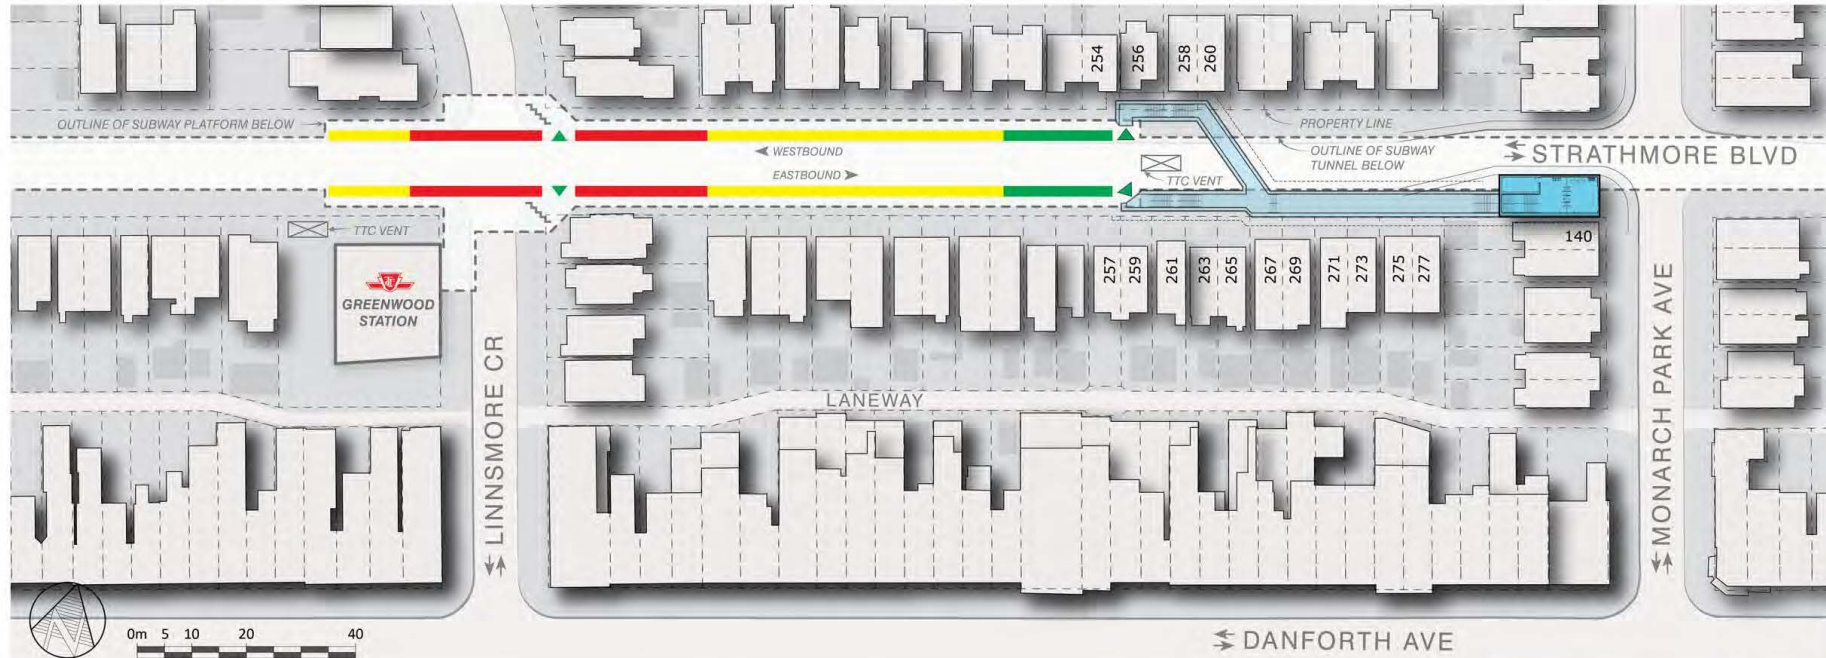 254
256
258
260
OUTLINE OF SUBWAY PLATFORM BELOW
PROPERTY LINE
WESTBOUND
OUTLINE OF SUBWAY
TUNNEL BELOW
STRATHMORE BLVD
EASTBOUND
TTC VENT
TTC VENT
140
257
259
261
263
265
267
269
271
273
275
277
GREENWOOD
STATION
LINNSMORE CR
MONARCH PARK AVE
LANEWAY
N
0m 5 10 20 40
DANFORTH AVE